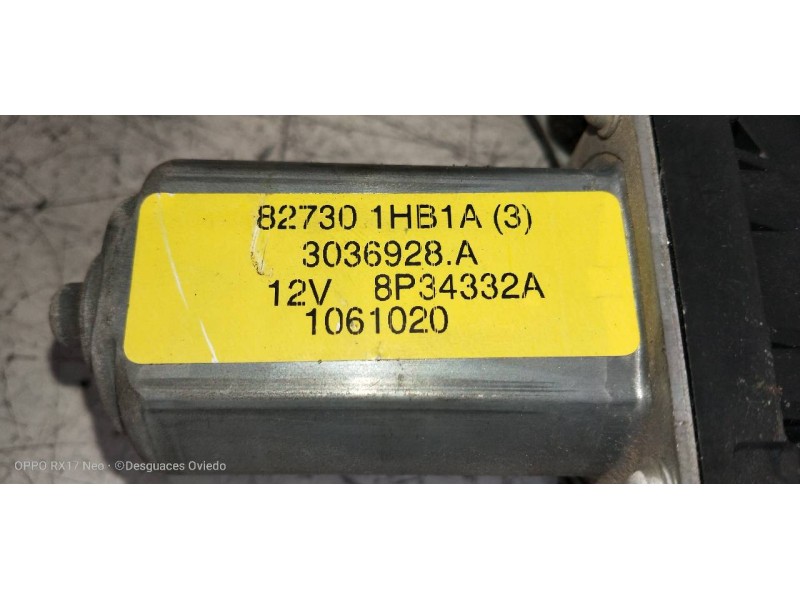 82730 1HB1A (3)
3036928.A
12V 8P34332A
1061020
OPPO RX17 Neo · ©Desguaces Oviedo